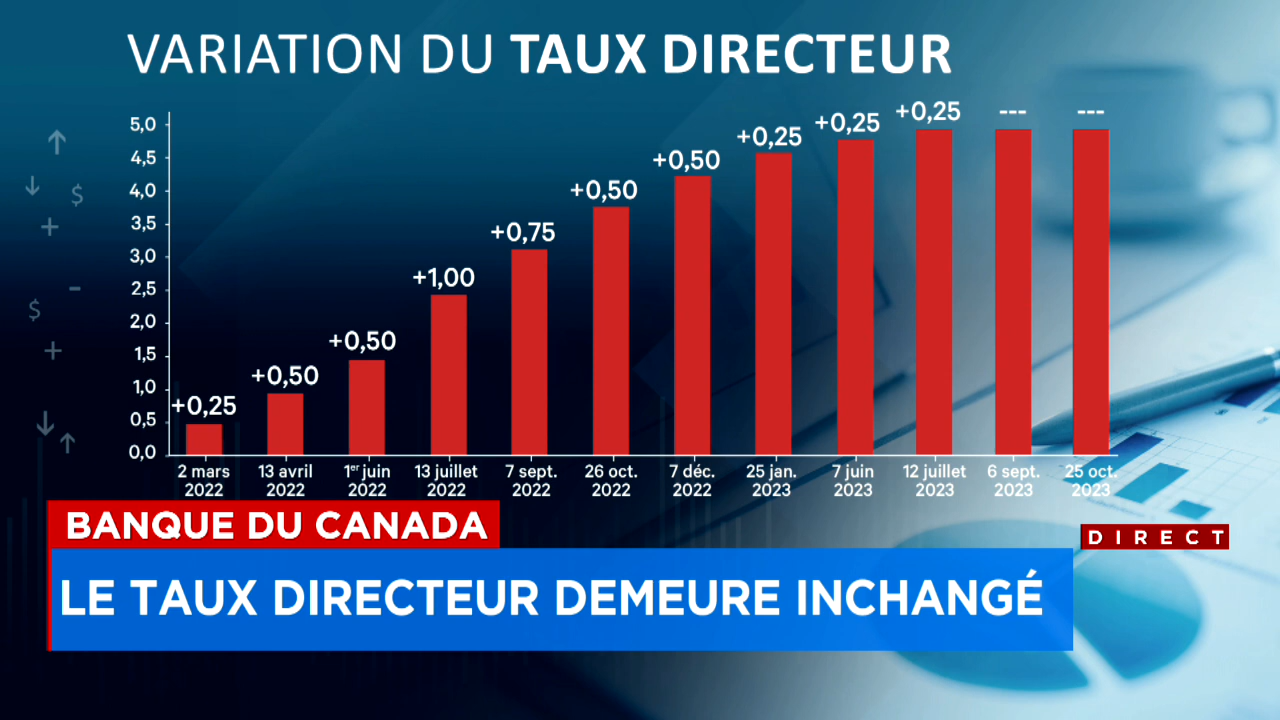 VARIATION DU TAUX DIRECTEUR
5,0
4,5
4,0
3,5
3,0
2,5
2,0
1,5
1,0
0,5
0,0
+0,25
+0,50
+0,50
+1,00
+0,75
+0,50
+0,50
+0,25
+0,25
+0,25
---
---
2 mars
2022
13 avril
2022
1er juin
2022
13 juillet
2022
7 sept.
2022
26 oct.
2022
7 déc.
2022
25 jan.
2023
7 juin
2023
12 juillet
2023
6 sept.
2023
25 oct.
2023
BANQUE DU CANADA
DIRECT
LE TAUX DIRECTEUR DEMEURE INCHANGÉ